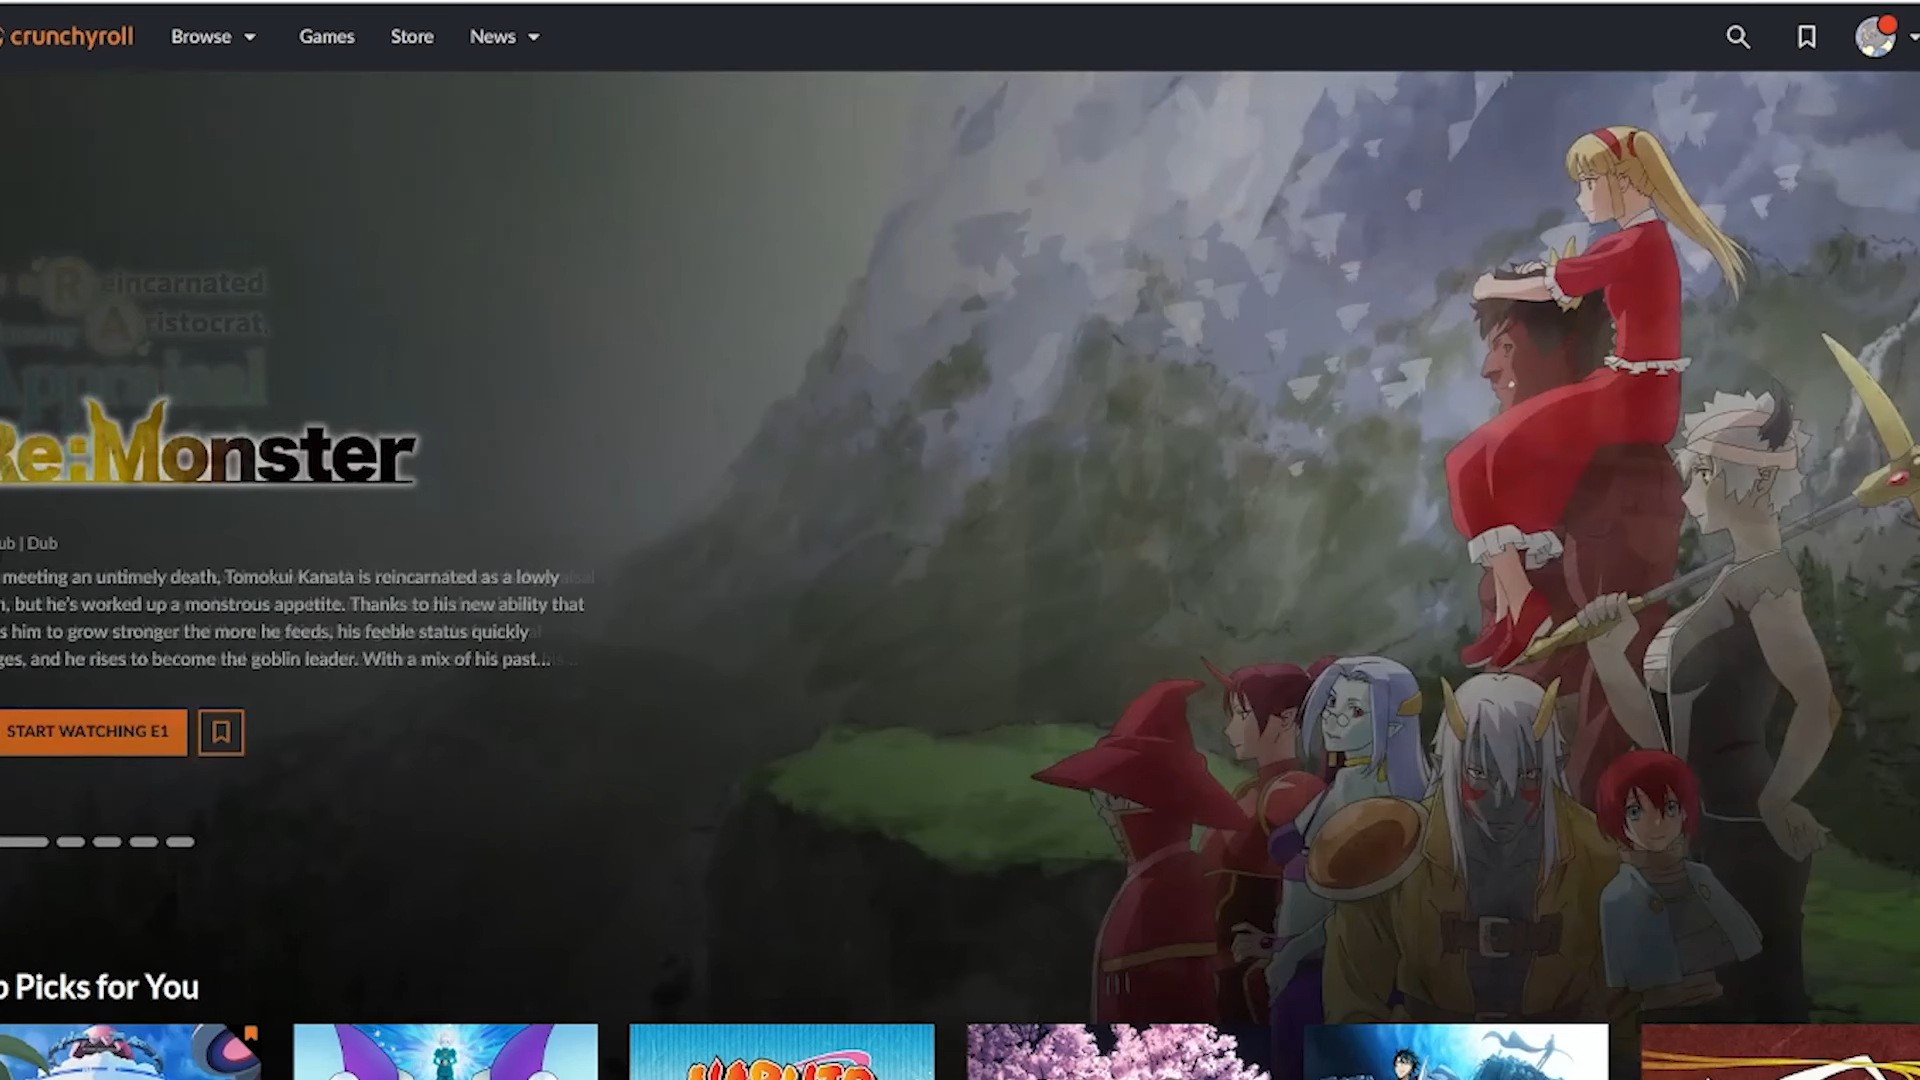 crunchyroll
Browse
Games
Store
News
Reincarnated
Aristocrat,
Appraisal
Re:Monster
ub | Dub
meeting an untimely death, Tomokui Kanata is reincarnated as a lowly
n, but he's worked up a monstrous appetite. Thanks to his new ability that
s him to grow stronger the more he feeds, his feeble status quickly
ges, and he rises to become the goblin leader. With a mix of his past...
START WATCHING E1
p Picks for You
NARUTO